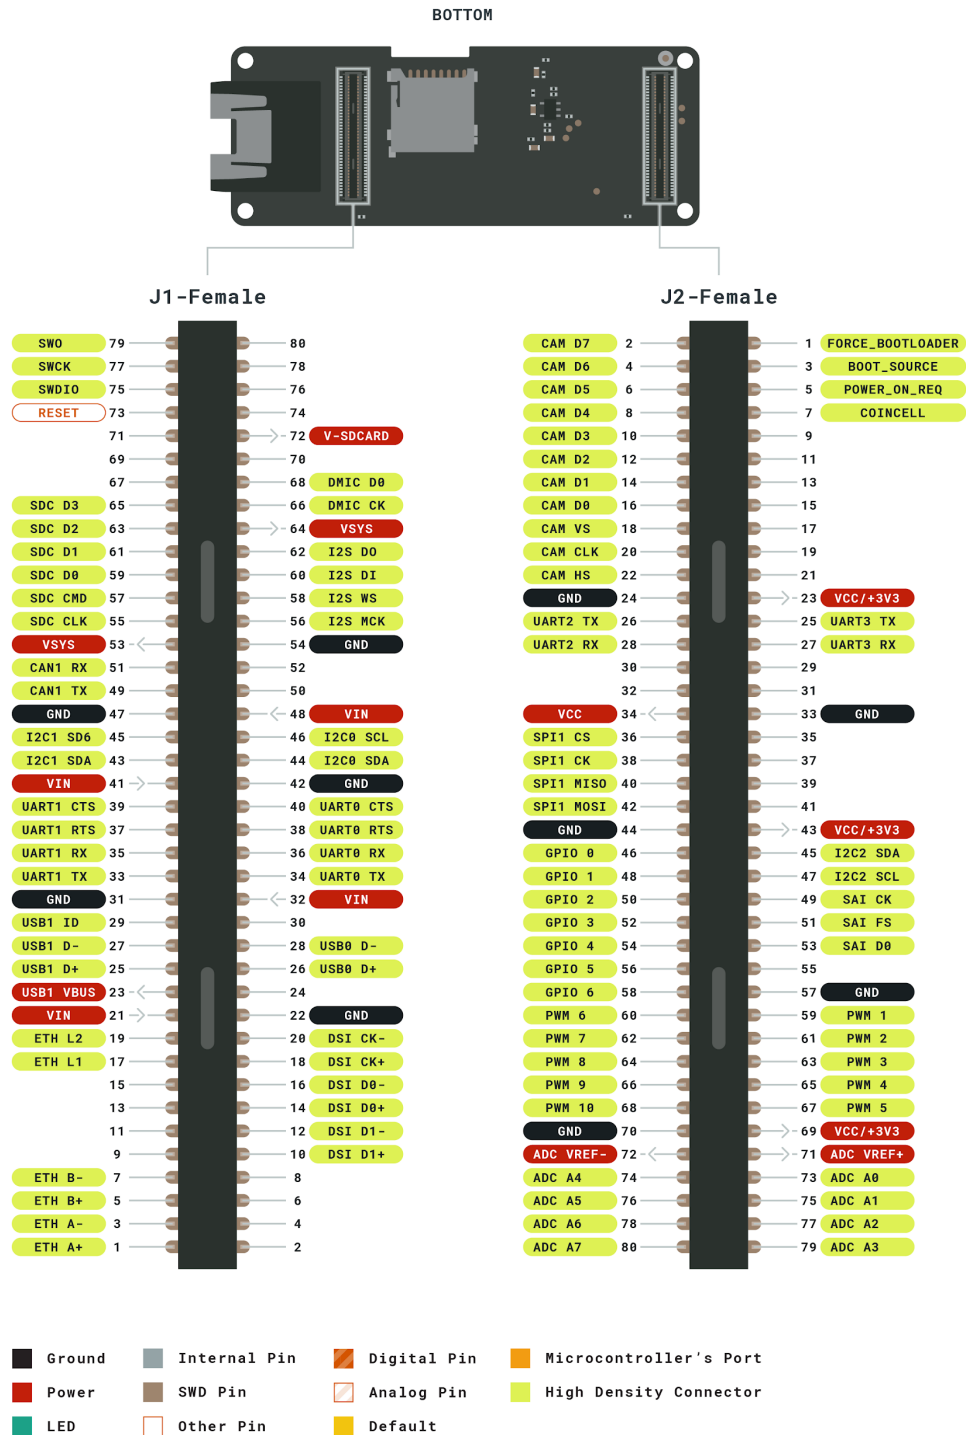 BOTTOM
J1-Female
J2-Female
SWO 79 80
SWCK 77 78
SWDIO 75 76
RESET 73 74
71 72 V-SDCARD
69 70
67 68 DMIC D0
SDC D3 65 66 DMIC CK
SDC D2 63 64 VSYS
SDC D1 61 62 I2S DO
SDC D0 59 60 I2S DI
SDC CMD 57 58 I2S WS
SDC CLK 55 56 I2S MCK
VSYS 53 54 GND
CAN1 RX 51 52
CAN1 TX 49 50
GND 47 48 VIN
I2C1 SD6 45 46 I2C0 SCL
I2C1 SDA 43 44 I2C0 SDA
VIN 41 42 GND
UART1 CTS 39 40 UART0 CTS
UART1 RTS 37 38 UART0 RTS
UART1 RX 35 36 UART0 RX
UART1 TX 33 34 UART0 TX
GND 31 32 VIN
USB1 ID 29 30
USB1 D- 27 28 USB0 D-
USB1 D+ 25 26 USB0 D+
USB1 VBUS 23 24
VIN 21 22 GND
ETH L2 19 20 DSI CK-
ETH L1 17 18 DSI CK+
15 16 DSI D0-
13 14 DSI D0+
11 12 DSI D1-
9 10 DSI D1+
ETH B- 7 8
ETH B+ 5 6
ETH A- 3 4
ETH A+ 1 2
CAM D7 2 1 FORCE_BOOTLOADER
CAM D6 4 3 BOOT_SOURCE
CAM D5 6 5 POWER_ON_REQ
CAM D4 8 7 COINCELL
CAM D3 10 9
CAM D2 12 11
CAM D1 14 13
CAM D0 16 15
CAM VS 18 17
CAM CLK 20 19
CAM HS 22 21
GND 24 23 VCC/+3V3
UART2 TX 26 25 UART3 TX
UART2 RX 28 27 UART3 RX
30 29
32 31
VCC 34 33 GND
SPI1 CS 36 35
SPI1 CK 38 37
SPI1 MISO 40 39
SPI1 MOSI 42 41
GND 44 43 VCC/+3V3
GPIO 0 46 45 I2C2 SDA
GPIO 1 48 47 I2C2 SCL
GPIO 2 50 49 SAI CK
GPIO 3 52 51 SAI FS
GPIO 4 54 53 SAI D0
GPIO 5 56 55
GPIO 6 58 57 GND
PWM 6 60 59 PWM 1
PWM 7 62 61 PWM 2
PWM 8 64 63 PWM 3
PWM 9 66 65 PWM 4
PWM 10 68 67 PWM 5
GND 70 69 VCC/+3V3
ADC VREF- 72 71 ADC VREF+
ADC A4 74 73 ADC A0
ADC A5 76 75 ADC A1
ADC A6 78 77 ADC A2
ADC A7 80 79 ADC A3
Ground Internal Pin Digital Pin Microcontroller's Port
Power SWD Pin Analog Pin High Density Connector
LED Other Pin Default